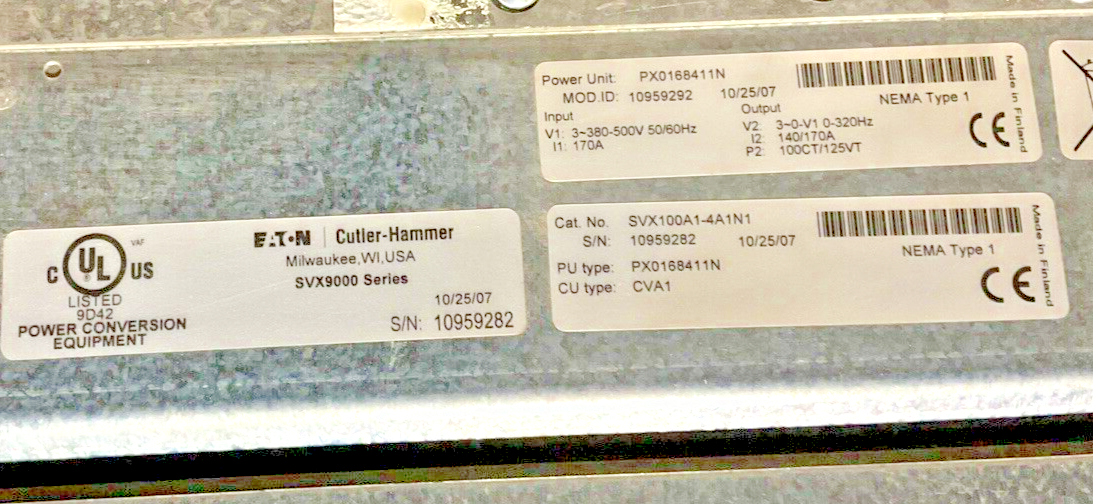 C UL US
®
VAF
LISTED
9D42
POWER CONVERSION
EQUIPMENT
EAT•N | Cutler-Hammer
Milwaukee,WI,USA
SVX9000 Series
10/25/07
S/N: 10959282
Power Unit: PX0168411N
MOD.ID: 10959292 10/25/07
Input
V1: 3~380-500V 50/60Hz
I1: 170A
Output
V2: 3~0-V1 0-320Hz
I2: 140/170A
P2: 100CT/125VT
NEMA Type 1
CE
Made in Finland
Cat. No. SVX100A1-4A1N1
S/N: 10959282 10/25/07
PU type: PX0168411N
CU type: CVA1
NEMA Type 1
CE
Made in Finland